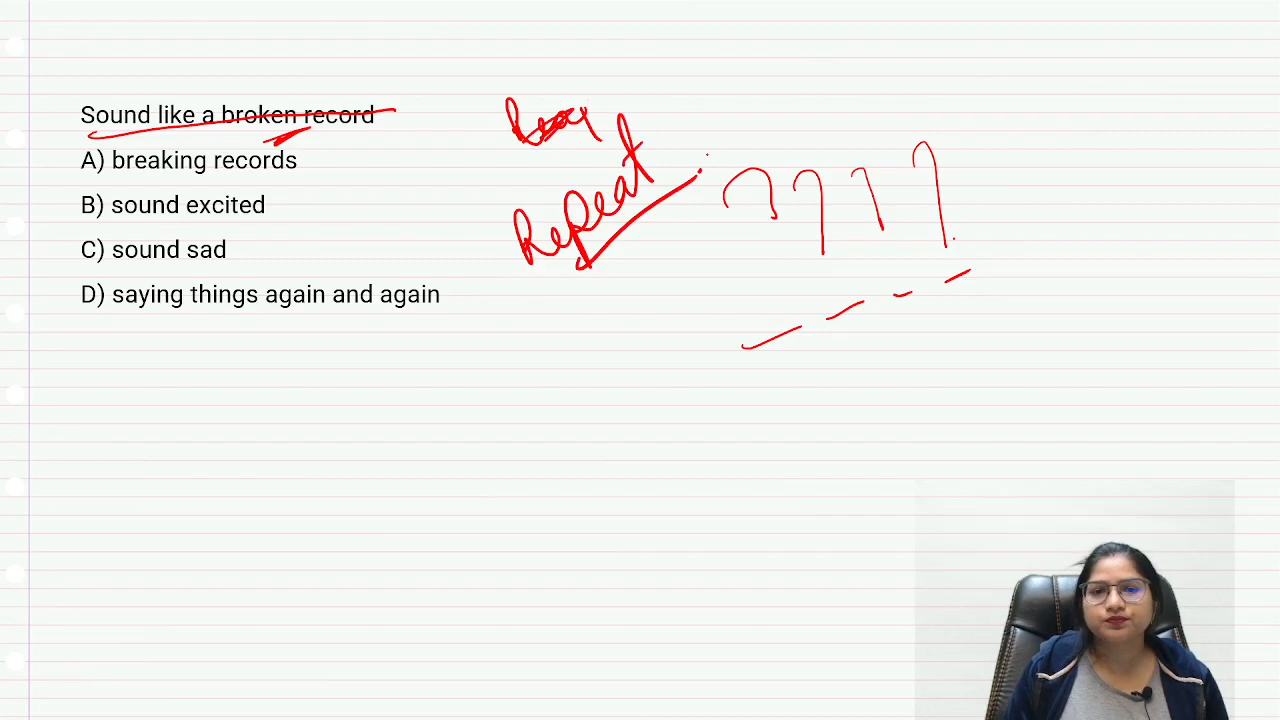 Sound like a broken record
A) breaking records
B) sound excited
C) sound sad
D) saying things again and again
Repeat
????